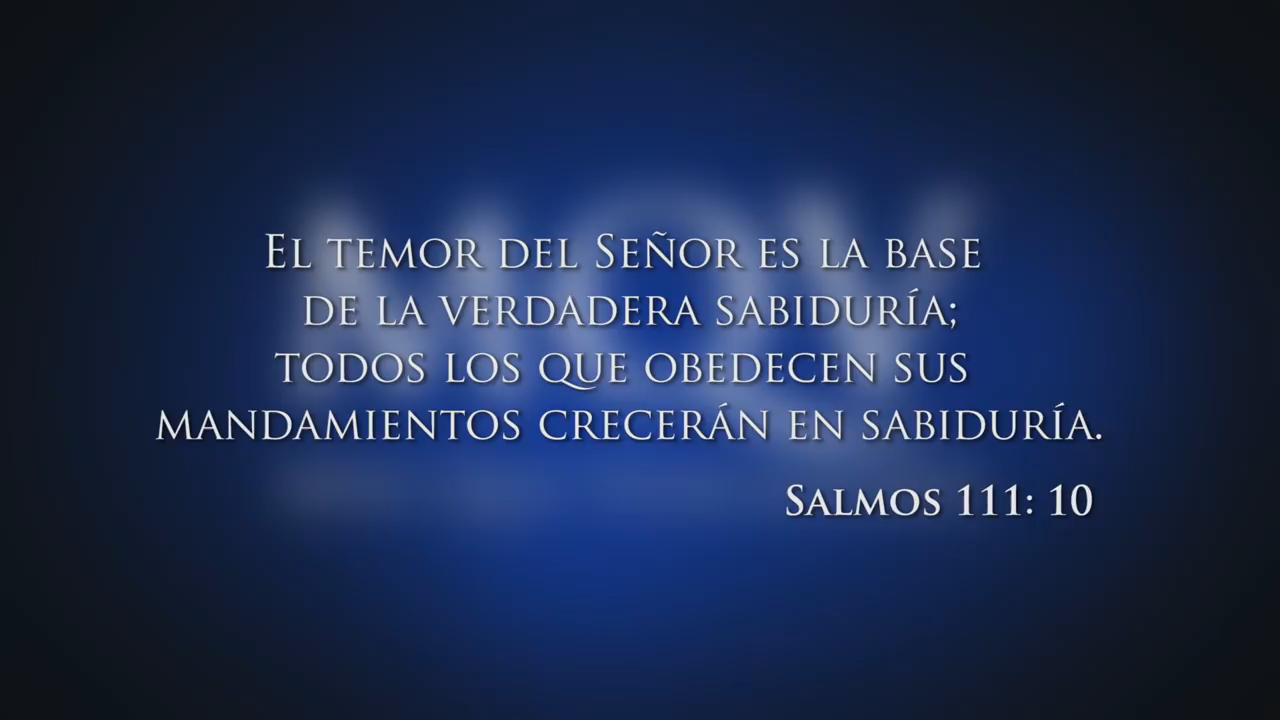 El temor del Señor es la base
de la verdadera sabiduría;
todos los que obedecen sus
mandamientos crecerán en sabiduría.
Salmos 111: 10